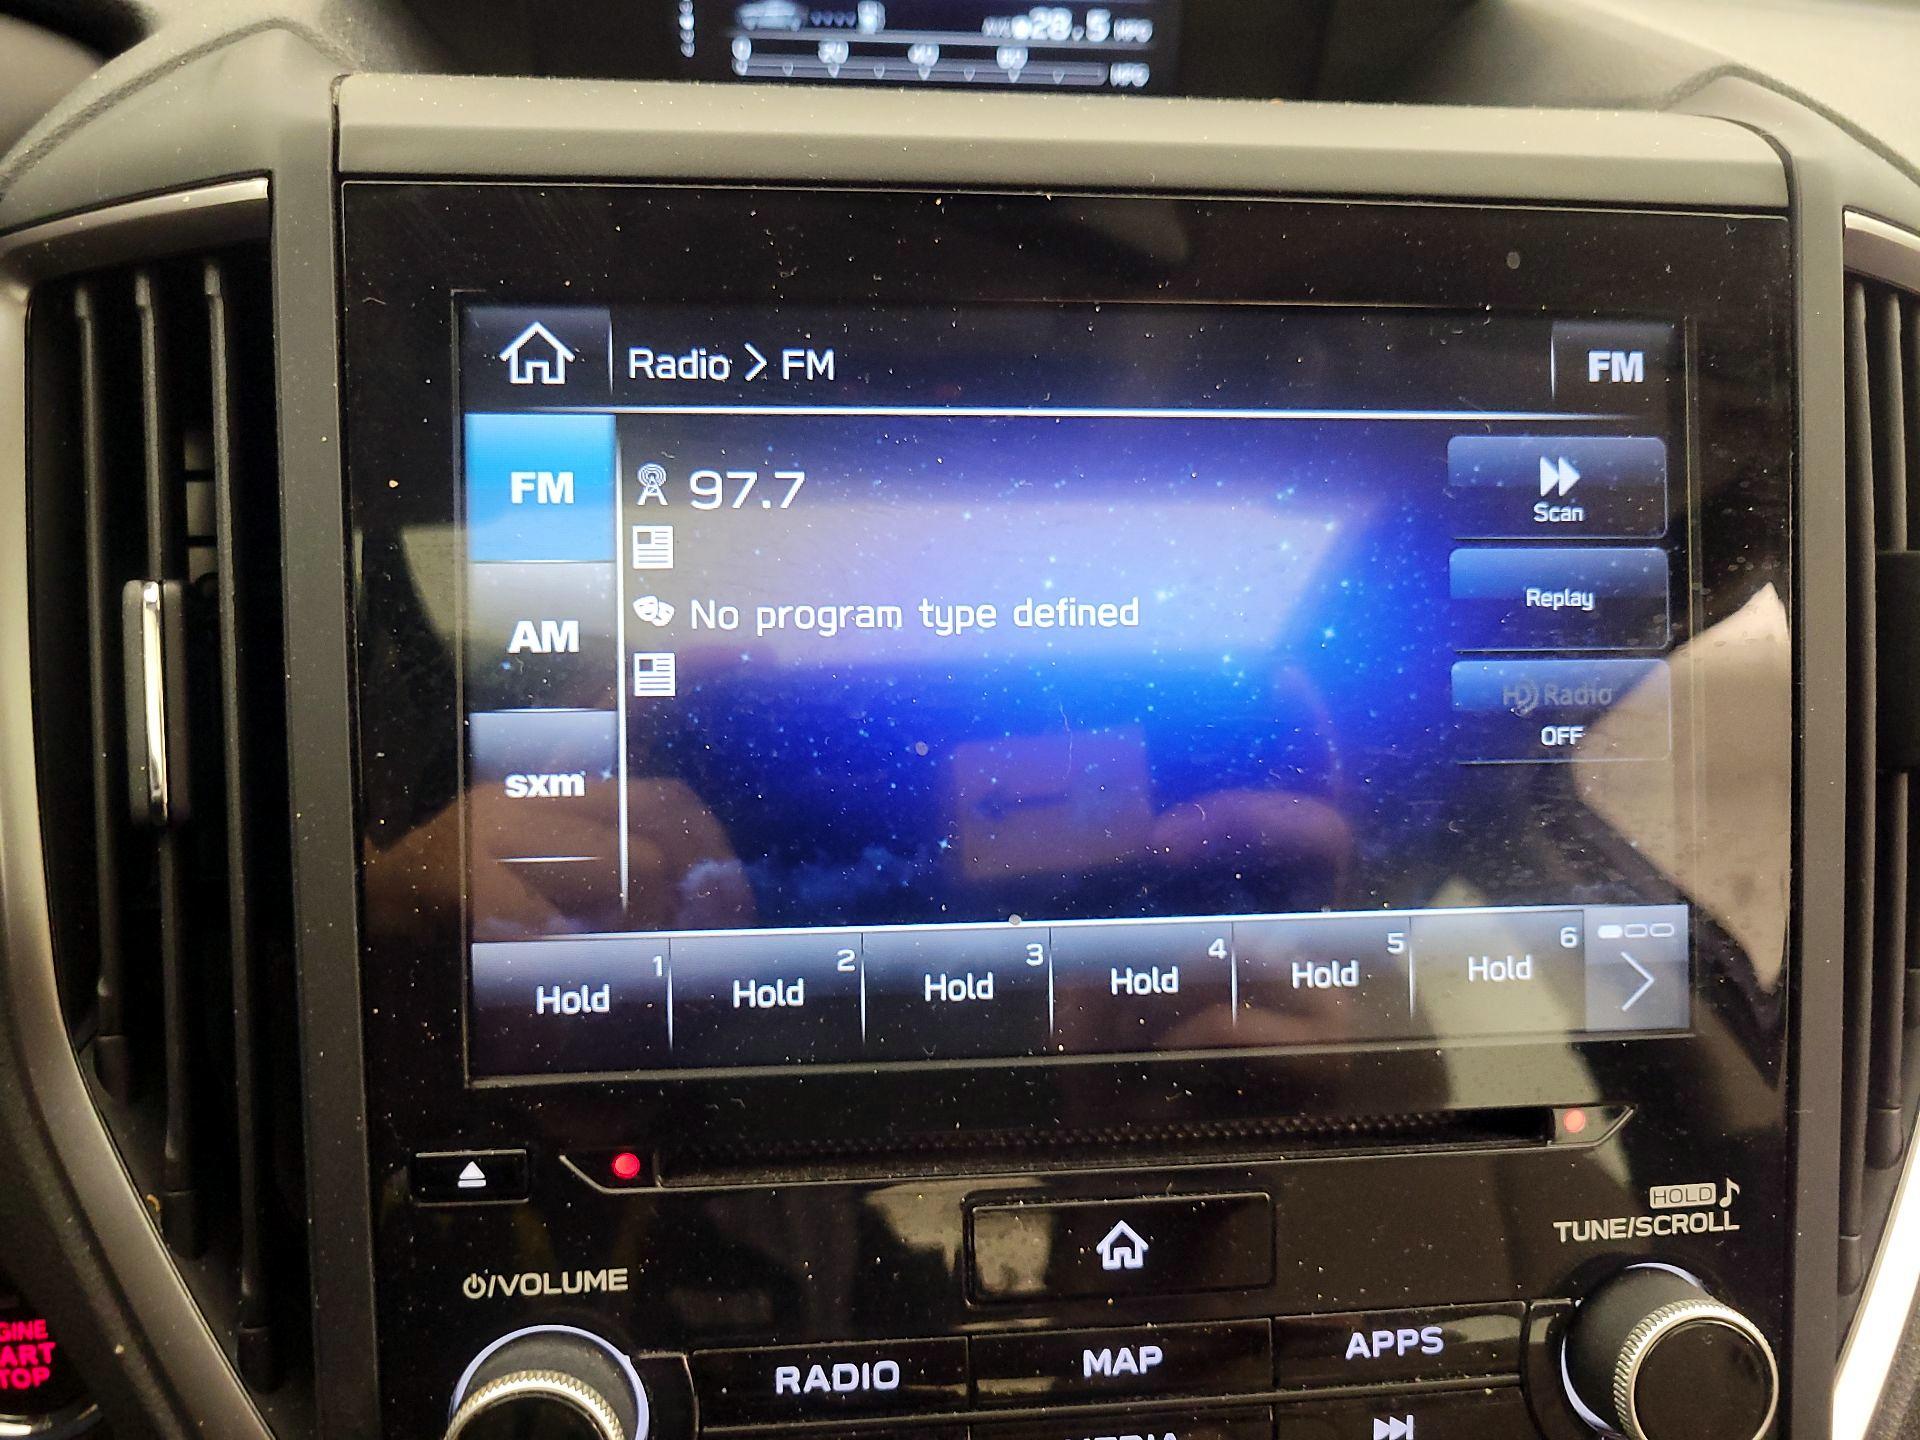 28.5 MPG
MPG
Radio > FM
FM
FM
97.7
Scan
No program type defined
Replay
AM
HD Radio
OFF
sxm
1 2 3 4 5 6
Hold Hold Hold Hold Hold Hold
HOLD
TUNE/SCROLL
/VOLUME
RADIO
MAP
APPS